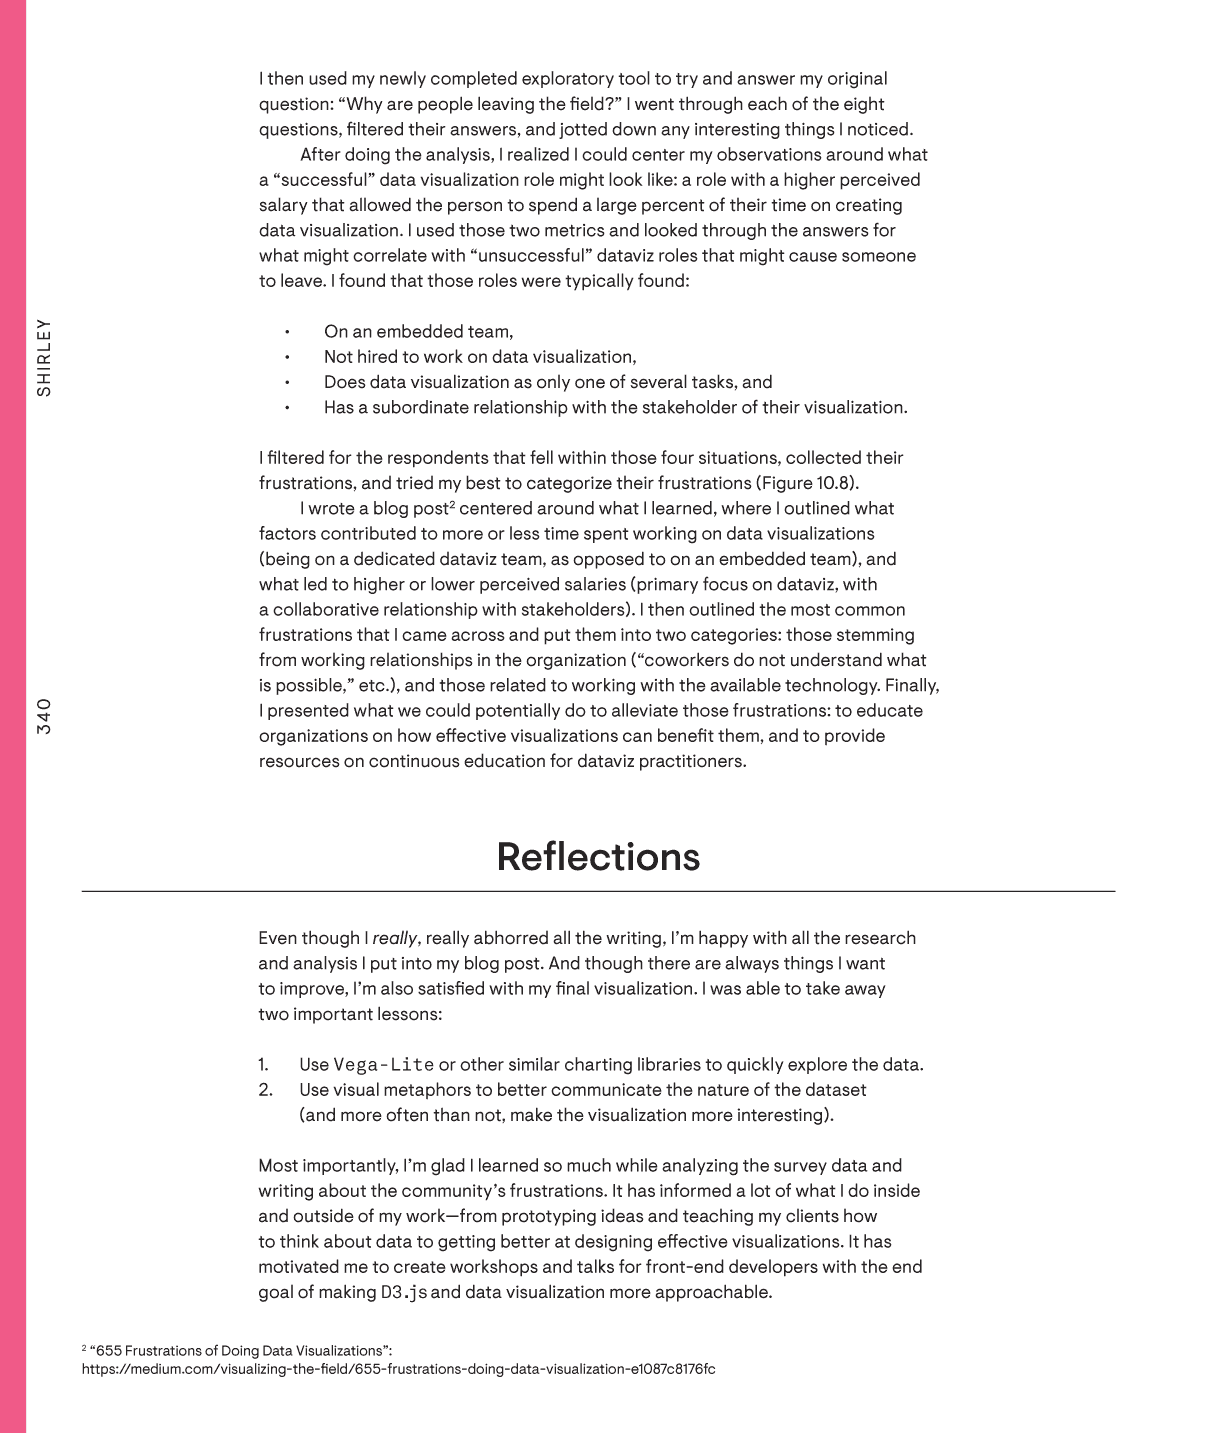 I then used my newly completed exploratory tool to try and answer my original
question: “Why are people leaving the field?” I went through each of the eight
questions, filtered their answers, and jotted down any interesting things I noticed.
After doing the analysis, I realized I could center my observations around what
a “successful” data visualization role might look like: a role with a higher perceived
salary that allowed the person to spend a large percent of their time on creating
data visualization. I used those two metrics and looked through the answers for
what might correlate with “unsuccessful” dataviz roles that might cause someone
to leave. I found that those roles were typically found:
• On an embedded team,
• Not hired to work on data visualization,
• Does data visualization as only one of several tasks, and
• Has a subordinate relationship with the stakeholder of their visualization.
I filtered for the respondents that fell within those four situations, collected their
frustrations, and tried my best to categorize their frustrations (Figure 10.8).
I wrote a blog post² centered around what I learned, where I outlined what
factors contributed to more or less time spent working on data visualizations
(being on a dedicated dataviz team, as opposed to on an embedded team), and
what led to higher or lower perceived salaries (primary focus on dataviz, with
a collaborative relationship with stakeholders). I then outlined the most common
frustrations that I came across and put them into two categories: those stemming
from working relationships in the organization (“coworkers do not understand what
is possible,” etc.), and those related to working with the available technology. Finally,
I presented what we could potentially do to alleviate those frustrations: to educate
organizations on how effective visualizations can benefit them, and to provide
resources on continuous education for dataviz practitioners.
SHIRLEY
340
Reflections
Even though I really, really abhorred all the writing, I’m happy with all the research
and analysis I put into my blog post. And though there are always things I want
to improve, I’m also satisfied with my final visualization. I was able to take away
two important lessons:
1. Use Vega-Lite or other similar charting libraries to quickly explore the data.
2. Use visual metaphors to better communicate the nature of the dataset
(and more often than not, make the visualization more interesting).
Most importantly, I’m glad I learned so much while analyzing the survey data and
writing about the community’s frustrations. It has informed a lot of what I do inside
and outside of my work—from prototyping ideas and teaching my clients how
to think about data to getting better at designing effective visualizations. It has
motivated me to create workshops and talks for front-end developers with the end
goal of making D3.js and data visualization more approachable.
² “655 Frustrations of Doing Data Visualizations”:
https://medium.com/visualizing-the-field/655-frustrations-doing-data-visualization-e1087c8176fc